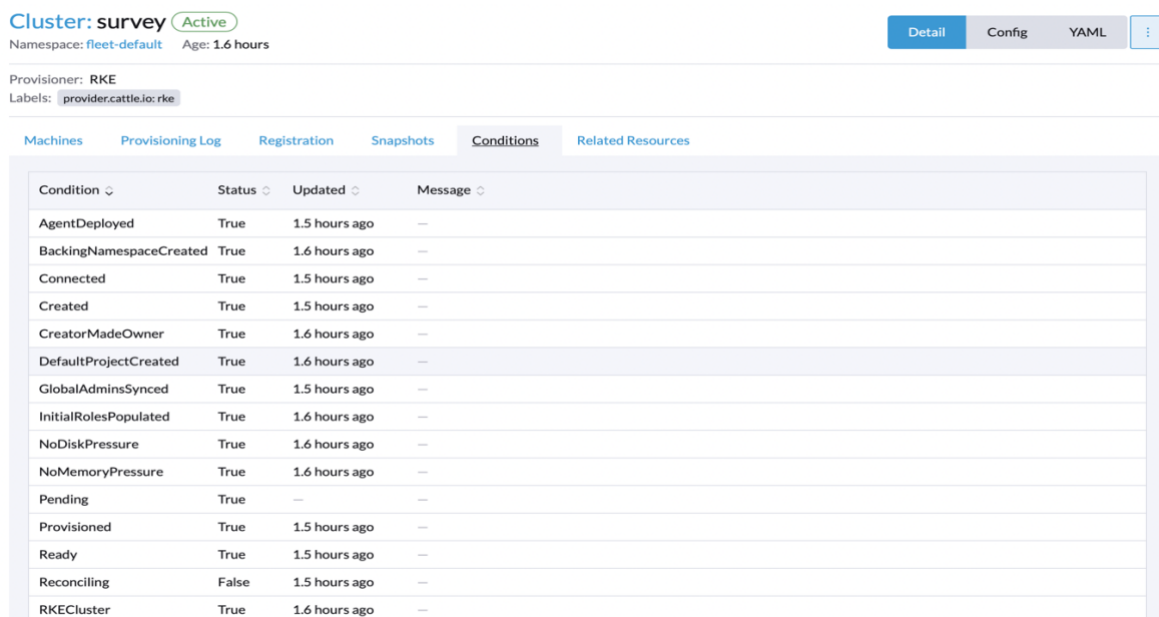 Cluster: survey Active
Detail Config YAML
Namespace: fleet-default Age: 1.6 hours
Provisioner: RKE
Labels: provider.cattle.io: rke
Machines Provisioning Log Registration Snapshots Conditions Related Resources
Condition Status Updated Message
AgentDeployed True 1.5 hours ago —
BackingNamespaceCreated True 1.6 hours ago —
Connected True 1.5 hours ago —
Created True 1.5 hours ago —
CreatorMadeOwner True 1.6 hours ago —
DefaultProjectCreated True 1.6 hours ago —
GlobalAdminsSynced True 1.5 hours ago —
InitialRolesPopulated True 1.6 hours ago —
NoDiskPressure True 1.6 hours ago —
NoMemoryPressure True 1.6 hours ago —
Pending True — —
Provisioned True 1.5 hours ago —
Ready True 1.5 hours ago —
Reconciling False 1.5 hours ago —
RKECluster True 1.6 hours ago —